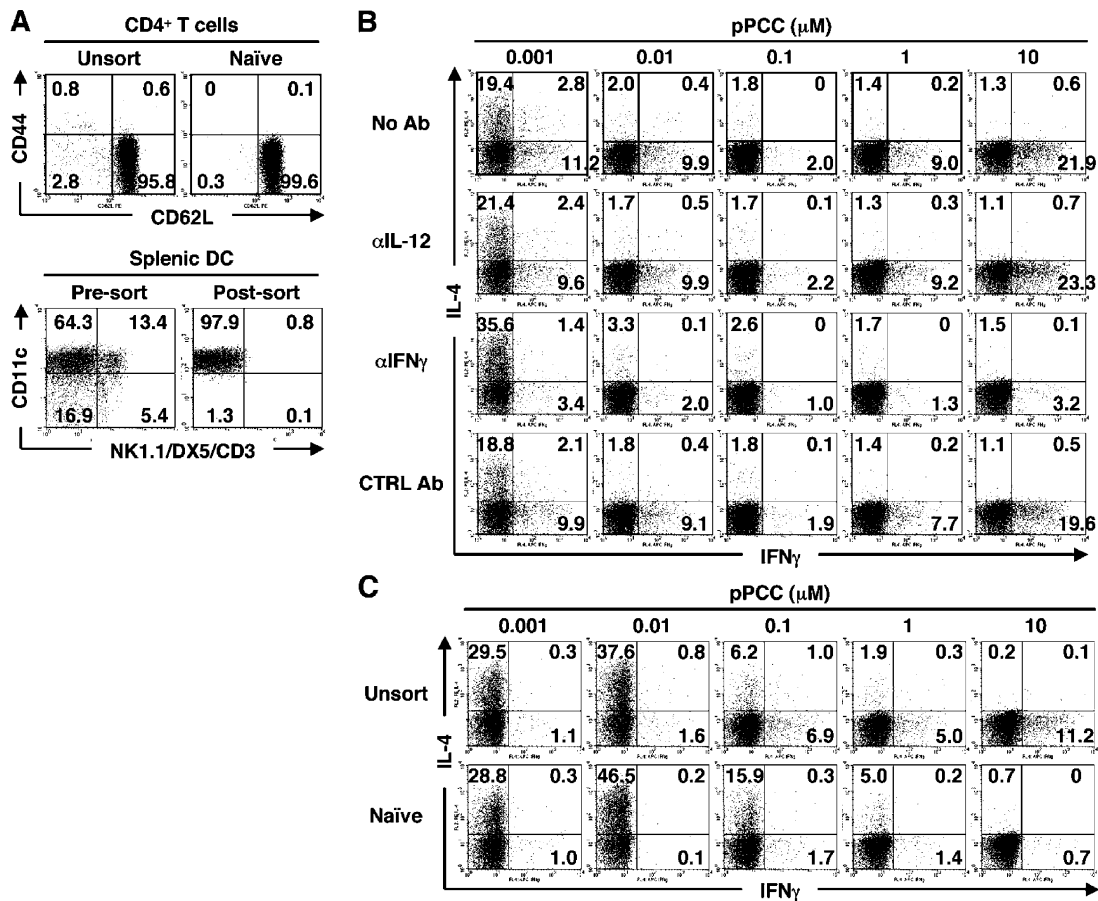 A
CD4+ T cells
Unsort Naïve
0.8 0.6 0 0.1
2.8 95.8 0.3 99.6
CD44
CD62L PE
CD62L
Splenic DC
Pre-sort Post-sort
64.3 13.4 97.9 0.8
16.9 5.4 1.3 0.1
CD11c
NK1.1/DX5/CD3
B
pPCC (μM)
0.001 0.01 0.1 1 10
No Ab
19.4 2.8 2.0 0.4 1.8 0 1.4 0.2 1.3 0.6
11.2 9.9 2.0 9.0 21.9
αIL-12
21.4 2.4 1.7 0.5 1.7 0.1 1.3 0.3 1.1 0.7
9.6 9.9 2.2 9.2 23.3
αIFNγ
35.6 1.4 3.3 0.1 2.6 0 1.7 0 1.5 0.1
3.4 2.0 1.0 1.3 3.2
CTRL Ab
18.8 2.1 1.8 0.4 1.8 0.1 1.4 0.2 1.1 0.5
9.9 9.1 1.9 7.7 19.6
IL-4
IFNγ
C
pPCC (μM)
0.001 0.01 0.1 1 10
Unsort
29.5 0.3 37.6 0.8 6.2 1.0 1.9 0.3 0.2 0.1
1.1 1.6 6.9 5.0 11.2
Naïve
28.8 0.3 46.5 0.2 15.9 0.3 5.0 0.2 0.7 0
1.0 0.1 1.7 1.4 0.7
IL-4
IFNγ